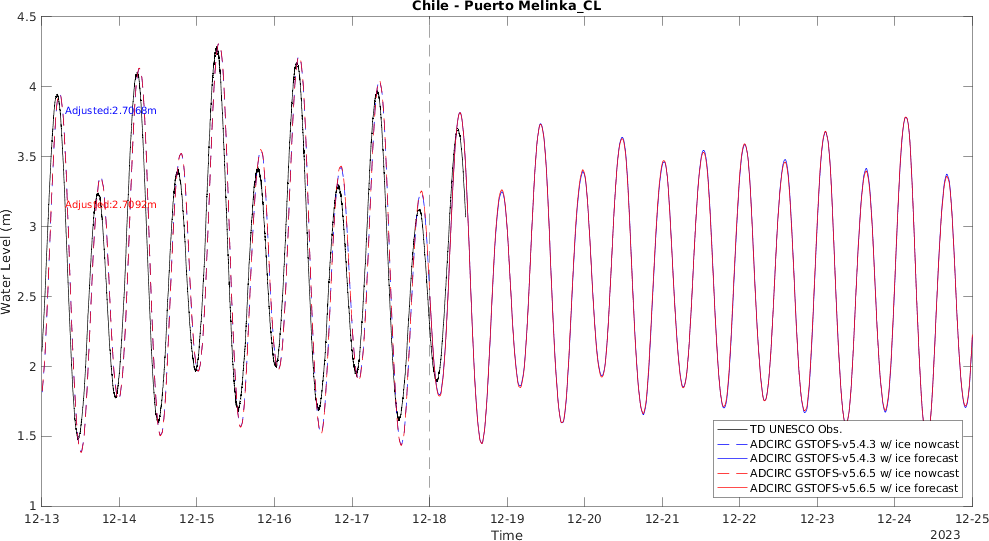 Chile - Puerto Melinka_CL
4.5
4
3.5
3
2.5
2
1.5
1
Water Level (m)
Adjusted:2.7068m
Adjusted:2.7092m
TD UNESCO Obs.
ADCIRC GSTOFS-v5.4.3 w/ ice nowcast
ADCIRC GSTOFS-v5.4.3 w/ ice forecast
ADCIRC GSTOFS-v5.6.5 w/ ice nowcast
ADCIRC GSTOFS-v5.6.5 w/ ice forecast
12-13 12-14 12-15 12-16 12-17 12-18 12-19 12-20 12-21 12-22 12-23 12-24 12-25
Time
2023